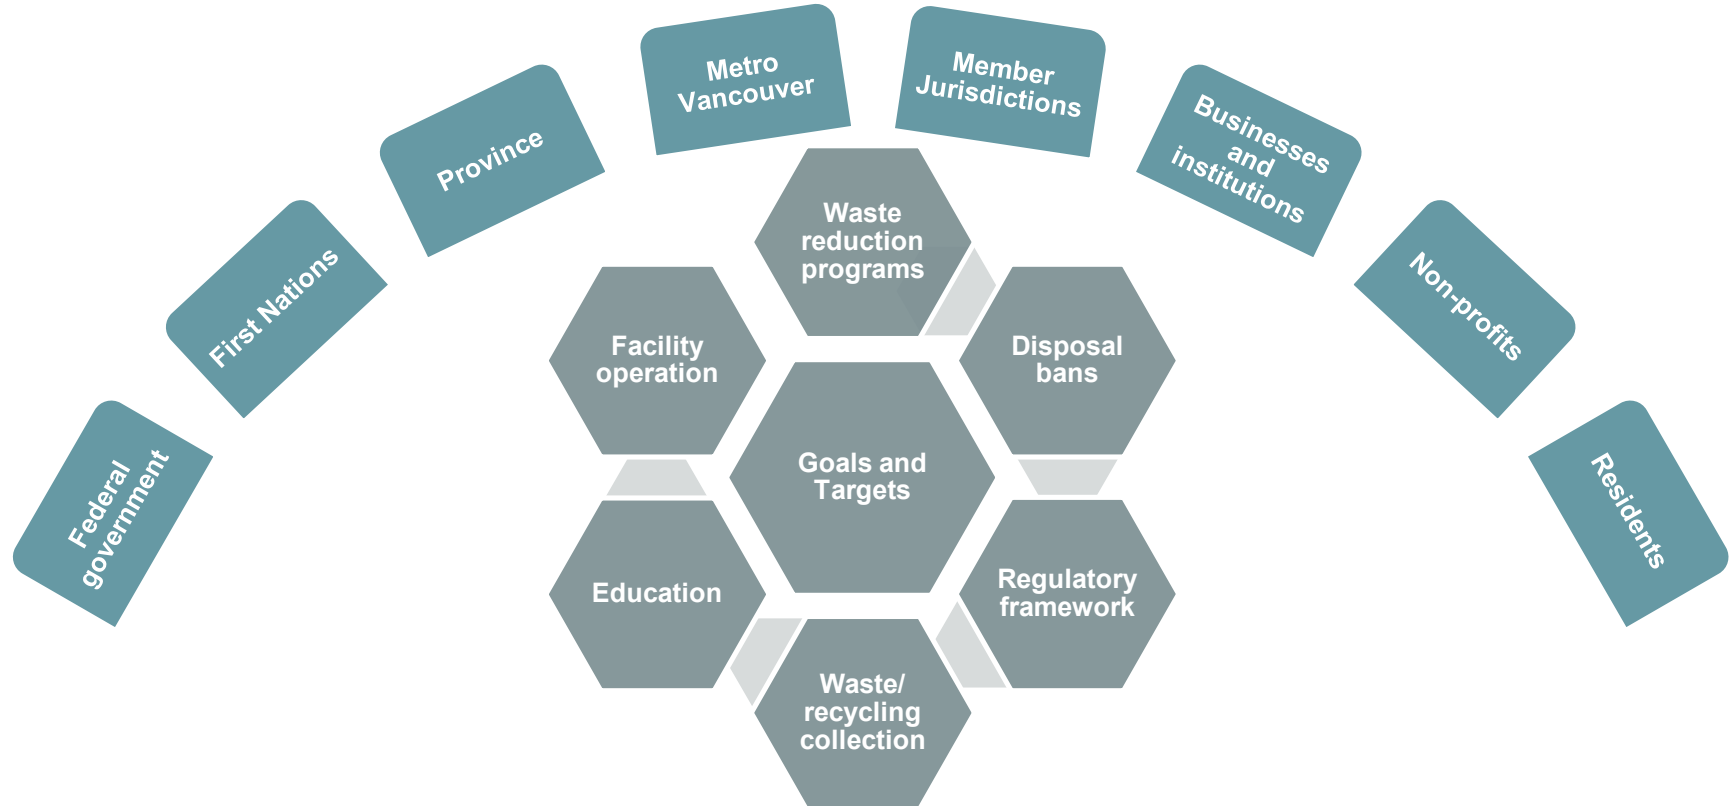 Federal
government
First Nations
Province
Metro
Vancouver
Member
Jurisdictions
Businesses
and
institutions
Non-profits
Residents
Waste
reduction
programs
Facility
operation
Disposal
bans
Goals and
Targets
Education
Regulatory
framework
Waste/
recycling
collection